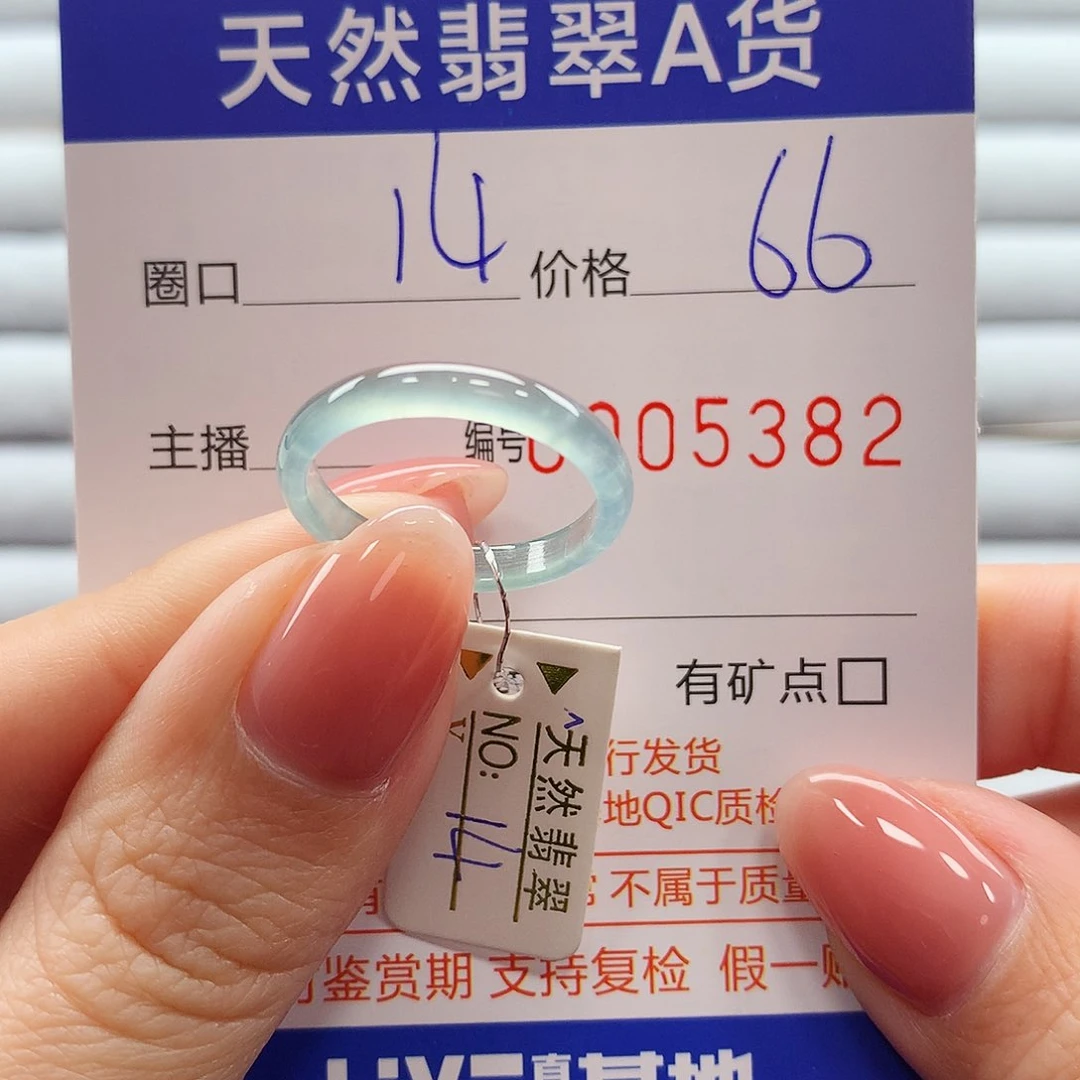 天然翡翠A货
圈口 14 价格 66
主播 编号 005382
有矿点□
天然翡翠
NO:
14
行发货
地QIC质检
不属于质量
鉴赏期 支持复检 假一
基地